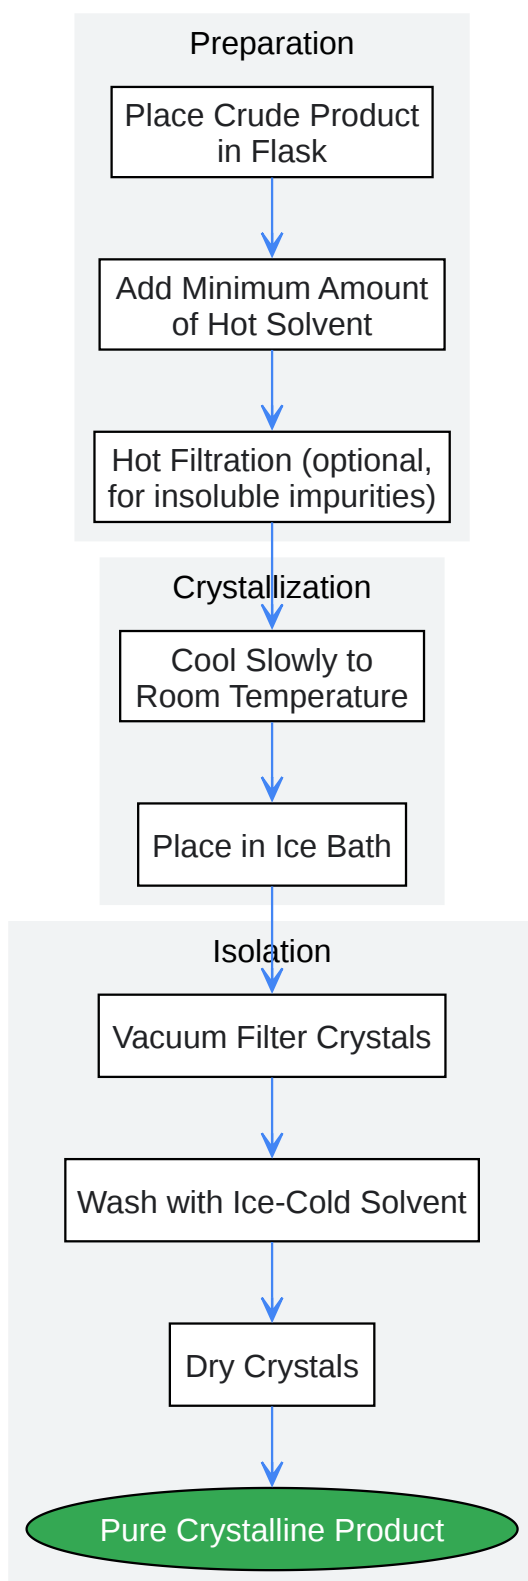 Preparation
Place Crude Product
in Flask
Add Minimum Amount
of Hot Solvent
Hot Filtration (optional,
for insoluble impurities)
Crystallization
Cool Slowly to
Room Temperature
Place in Ice Bath
Isolation
Vacuum Filter Crystals
Wash with Ice-Cold Solvent
Dry Crystals
Pure Crystalline Product